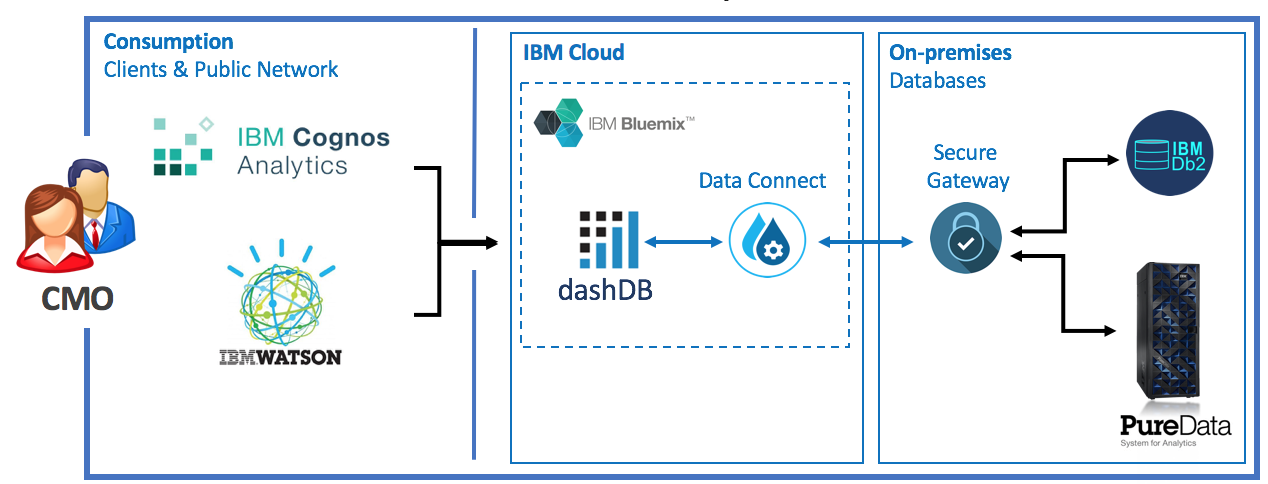 Consumption
Clients & Public Network
IBM Cognos
Analytics
CMO
IBMWATSON
IBM Cloud
IBM Bluemix™
Data Connect
dashDB
On-premises
Databases
Secure
Gateway
IBM
Db2
PureData
System for Analytics